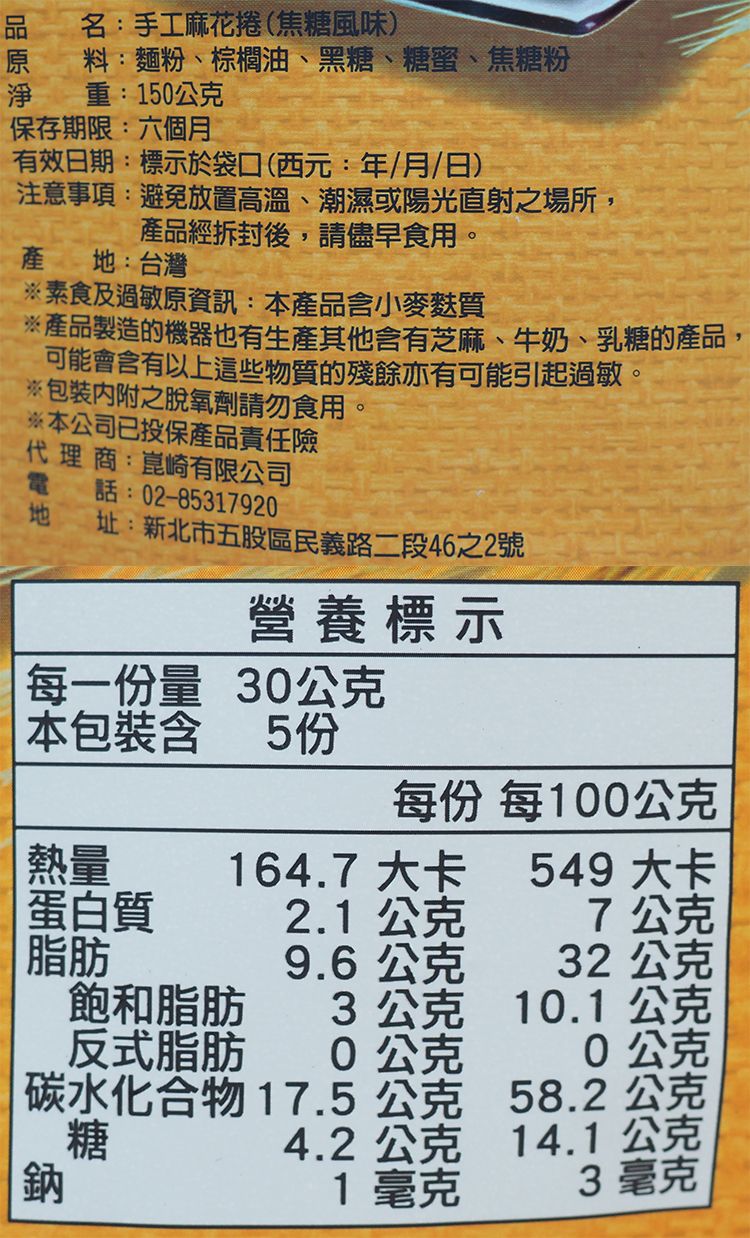 品　　名：手工麻花捲(焦糖風味)
原　　料：麵粉、棕櫚油、黑糖、糖蜜、焦糖粉
淨　　重：150公克
保存期限：六個月
有效日期：標示於袋口(西元：年/月/日)
注意事項：避免放置高溫、潮濕或陽光直射之場所，
產品經拆封後，請儘早食用。
產　　地：台灣
※素食及過敏原資訊：本產品含小麥麩質
※產品製造的機器也有生產其他含有芝麻、牛奶、乳糖的產品，
可能會含有以上這些物質的殘餘亦有可能引起過敏。
※包裝內附之脫氧劑請勿食用。
※本公司已投保產品責任險
代理商：崑崎有限公司
電　　話：02-85317920
地　　址：新北市五股區民義路二段46之2號
營養標示
每一份量 30公克
本包裝含 5份
每份 每100公克
熱量 164.7 大卡 549 大卡
蛋白質 2.1 公克 7 公克
脂肪 9.6 公克 32 公克
飽和脂肪 3 公克 10.1 公克
反式脂肪 0 公克 0 公克
碳水化合物 17.5 公克 58.2 公克
糖 4.2 公克 14.1 公克
鈉 1 毫克 3 毫克